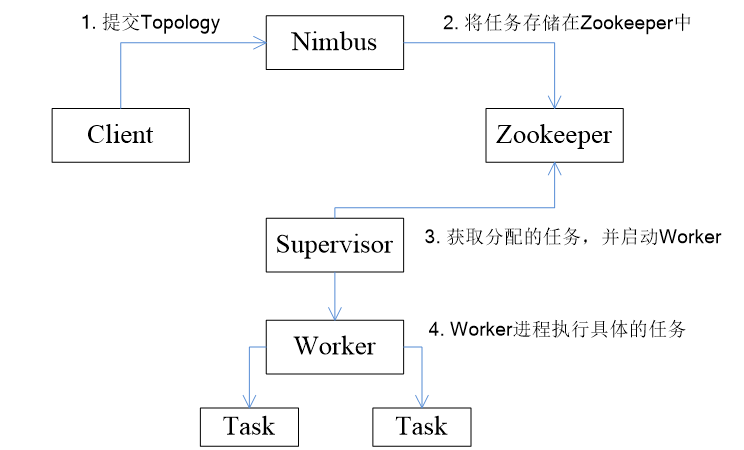 1. 提交Topology
Nimbus
2. 将任务存储在Zookeeper中
Client
Zookeeper
Supervisor
3. 获取分配的任务，并启动Worker
Worker
4. Worker进程执行具体的任务
Task
Task